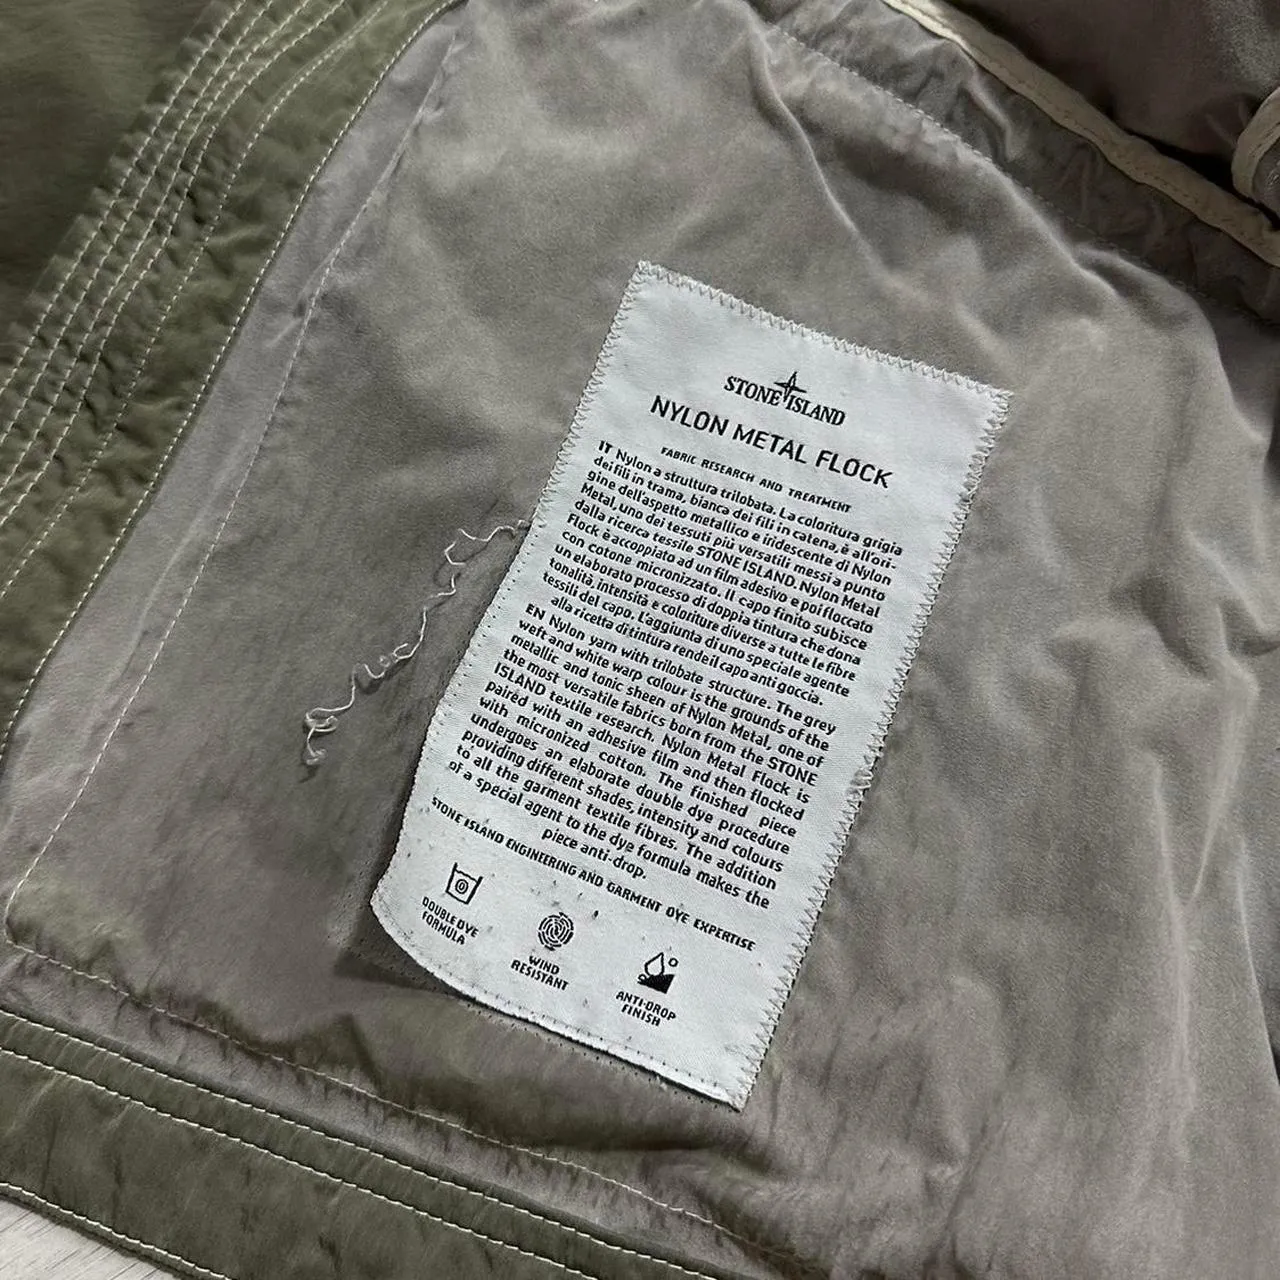 STONE ISLAND
NYLON METAL FLOCK
FABRIC RESEARCH AND TREATMENT
IT Nylon a struttura trilobata. La coloritura grigia
dei fili in trama, bianca dei fili in catena, è all'ori-
gine dell'aspetto metallico e iridescente di Nylon
Metal, uno dei tessuti più versatili messi a punto
dalla ricerca tessile STONE ISLAND. Nylon Metal
Flock è accoppiato ad un film adesivo e poi floccato
con cotone micronizzato. Il capo finito subisce
un elaborato processo di doppia tintura che dona
tonalità, intensità e coloriture diverse a tutte le fibre
tessili del capo. L'aggiunta di uno speciale agente
alla ricetta di tintura rende il capo anti goccia.
EN Nylon yarn with trilobate structure. The grey
weft and white warp colour is the grounds of the
metallic and tonic sheen of Nylon Metal, one of
the most versatile fabrics born from the STONE
ISLAND textile research. Nylon Metal Flock is
paired with an adhesive film and then flocked
with micronized cotton. The finished piece
undergoes an elaborate double dye procedure
providing different shades, intensity and colours
to all the garment textile fibres. The addition
of a special agent to the dye formula makes the
piece anti-drop.
STONE ISLAND ENGINEERING AND GARMENT DYE EXPERTISE
DOUBLE DYE
FORMULA
WIND
RESISTANT
ANTI-DROP
FINISH